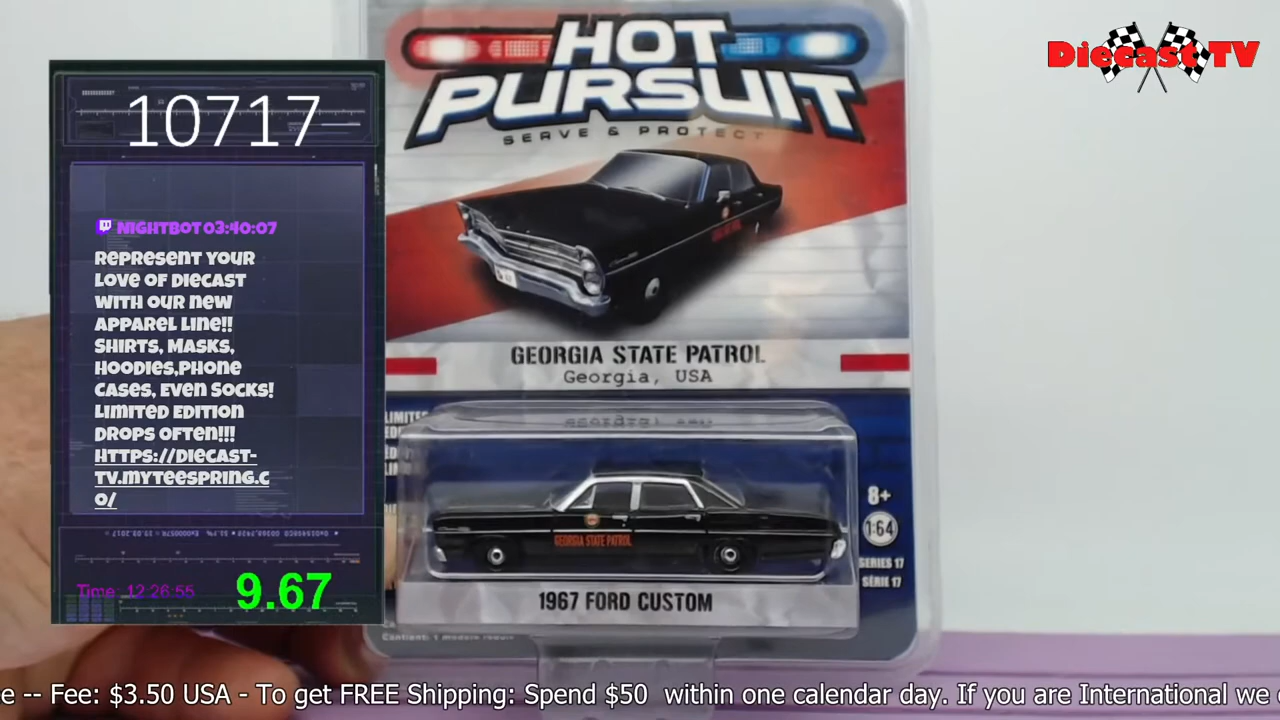 Diecast TV
10717
NIGHTBOT 03:40:07
REPRESENT YOUR
LOVE OF DIECAST
WITH OUR NEW
APPAREL LINE!!
SHIRTS, MASKS,
HOODIES,PHONE
CASES, EVEN SOCKS!
LIMITED EDITION
DROPS OFTEN!!!
HTTPS://DIECAST-
TV.MYTEESPRING.C
O/
Time: 12:26:55
9.67
HOT
PURSUIT
SERVE & PROTECT
GEORGIA STATE PATROL
Georgia, USA
GEORGIA STATE PATROL
8+
1:64
SERIES 17
SÉRIE 17
1967 FORD CUSTOM
e -- Fee: $3.50 USA - To get FREE Shipping: Spend $50 within one calendar day. If you are International we